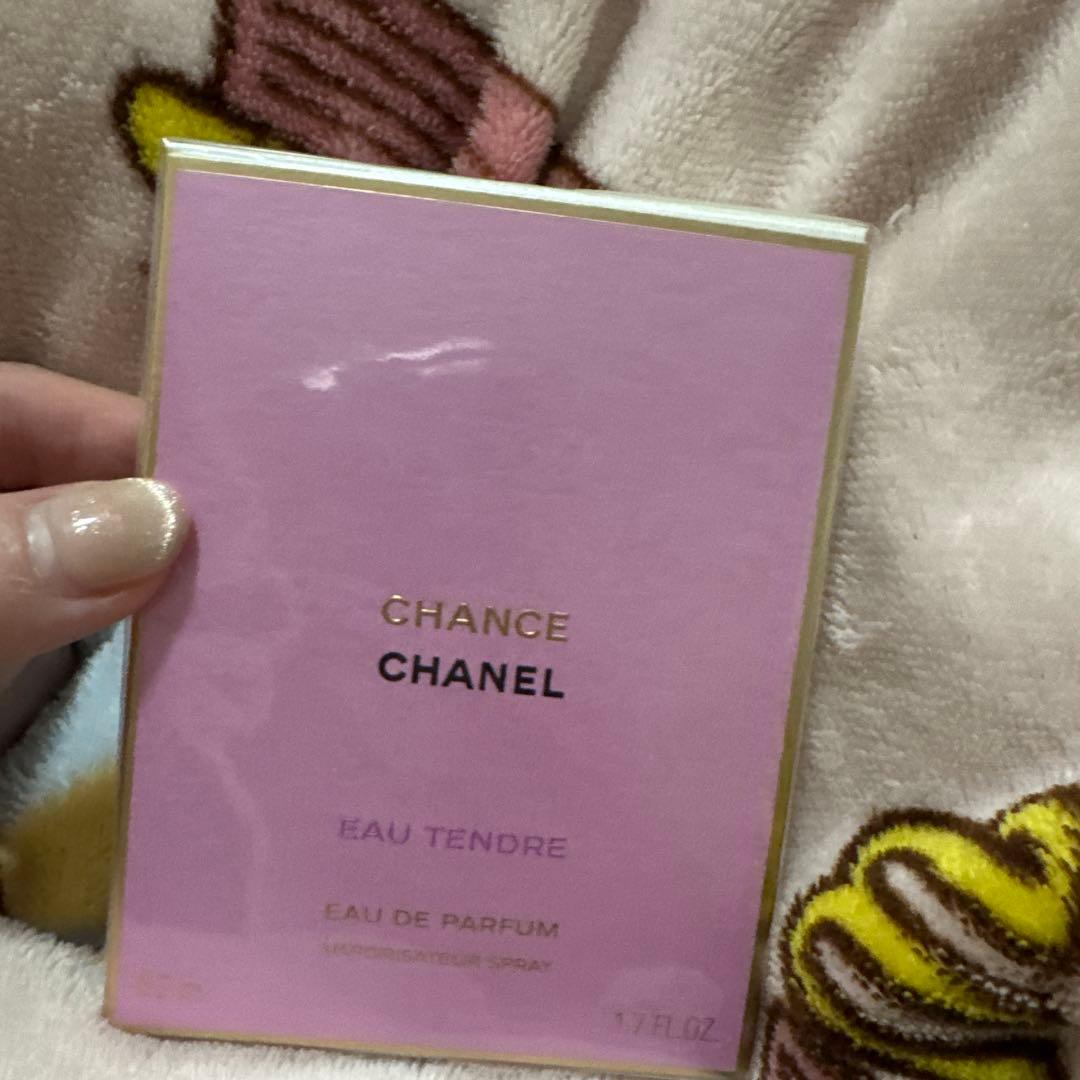 CHANCE
CHANEL
EAU TENDRE
EAU DE PARFUM
VAPORISATEUR SPRAY
1.7 FL.OZ.